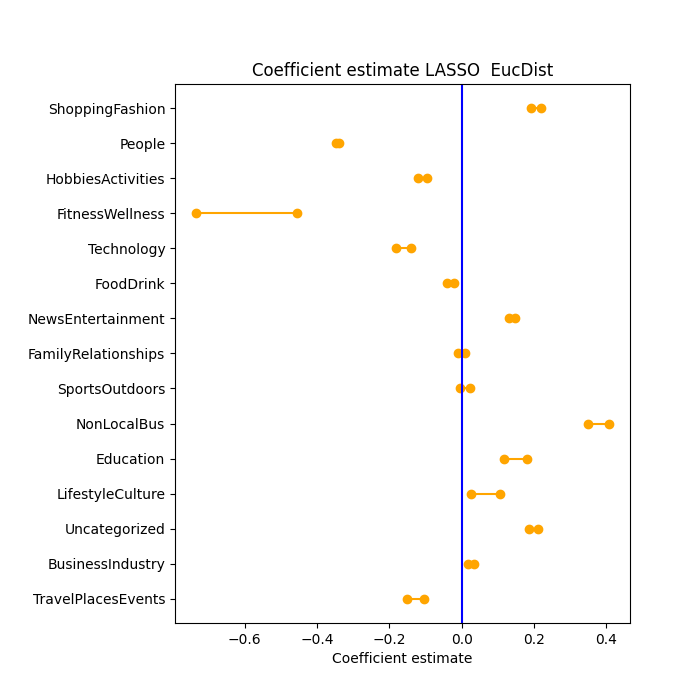 Coefficient estimate LASSO  EucDist
ShoppingFashion
People
HobbiesActivities
FitnessWellness
Technology
FoodDrink
NewsEntertainment
FamilyRelationships
SportsOutdoors
NonLocalBus
Education
LifestyleCulture
Uncategorized
BusinessIndustry
TravelPlacesEvents
−0.6 −0.4 −0.2 0.0 0.2 0.4
Coefficient estimate